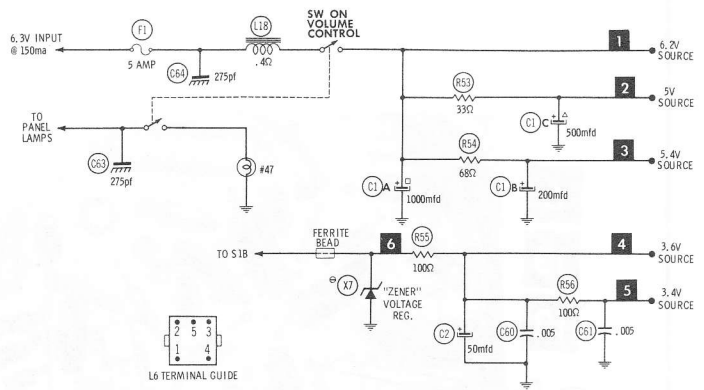 SW ON
VOLUME
CONTROL
F1
L18
6.3V INPUT
@ 150ma
5 AMP
C64
275pf
.4Ω
1
6.2V
SOURCE
R53
33Ω
2
5V
SOURCE
C1 C
500mfd
TO
PANEL
LAMPS
C63
275pf
#47
R54
68Ω
3
5.4V
SOURCE
C1 A
1000mfd
C1 B
200mfd
FERRITE
BEAD
TO S1B
6
R55
100Ω
4
3.6V
SOURCE
X7
"ZENER"
VOLTAGE
REG.
R56
100Ω
5
3.4V
SOURCE
C2
50mfd
C60
.005
C61
.005
2 5 3
1 4
L6 TERMINAL GUIDE